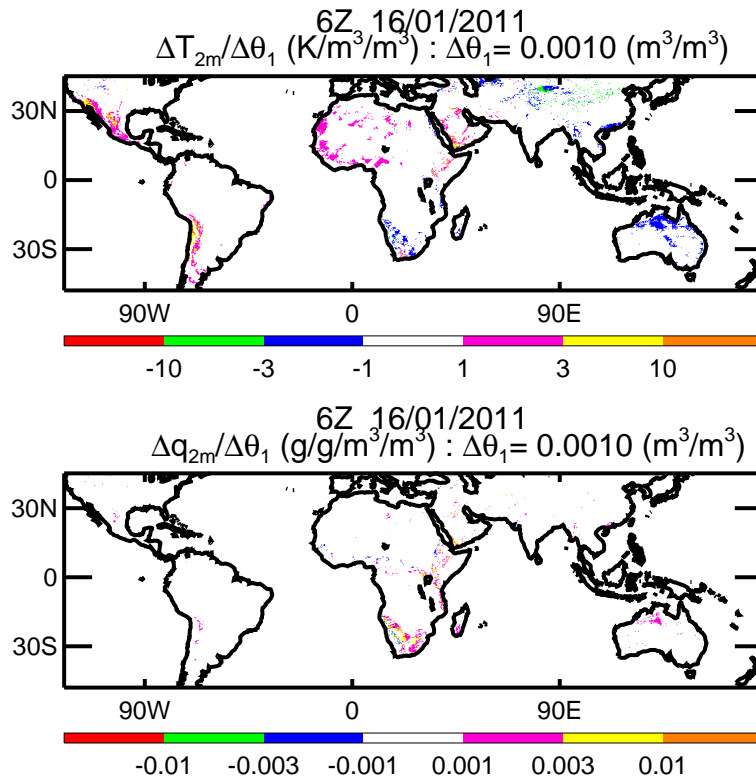 6Z 16/01/2011
ΔT₂ₘ/Δθ₁ (K/m³/m³) : Δθ₁= 0.0010 (m³/m³)
30N
0
30S
90W 0 90E
-10 -3 -1 1 3 10
6Z 16/01/2011
Δq₂ₘ/Δθ₁ (g/g/m³/m³) : Δθ₁= 0.0010 (m³/m³)
30N
0
30S
90W 0 90E
-0.01 -0.003 -0.001 0.001 0.003 0.01